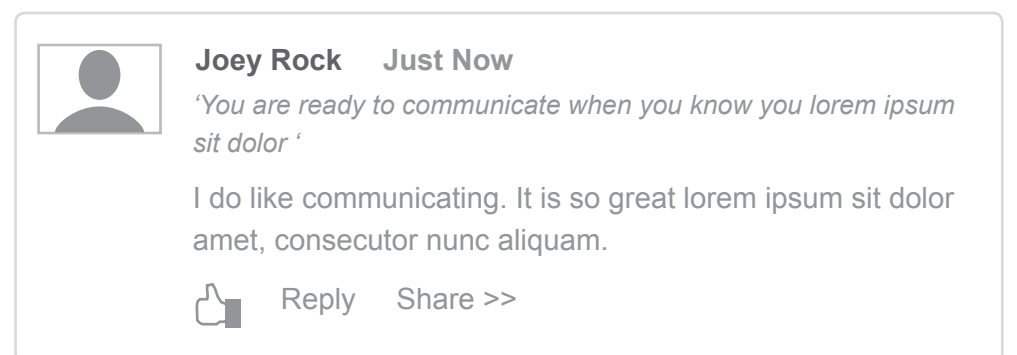 Joey Rock Just Now
‘You are ready to communicate when you know you lorem ipsum
sit dolor ‘
I do like communicating. It is so great lorem ipsum sit dolor
amet, consecutor nunc aliquam.
Reply Share >>